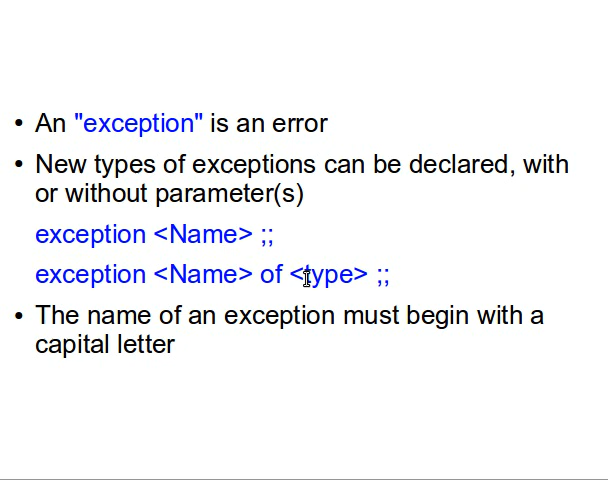 • An "exception" is an error
• New types of exceptions can be declared, with
or without parameter(s)
exception <Name> ;;
exception <Name> of <type> ;;
• The name of an exception must begin with a
capital letter